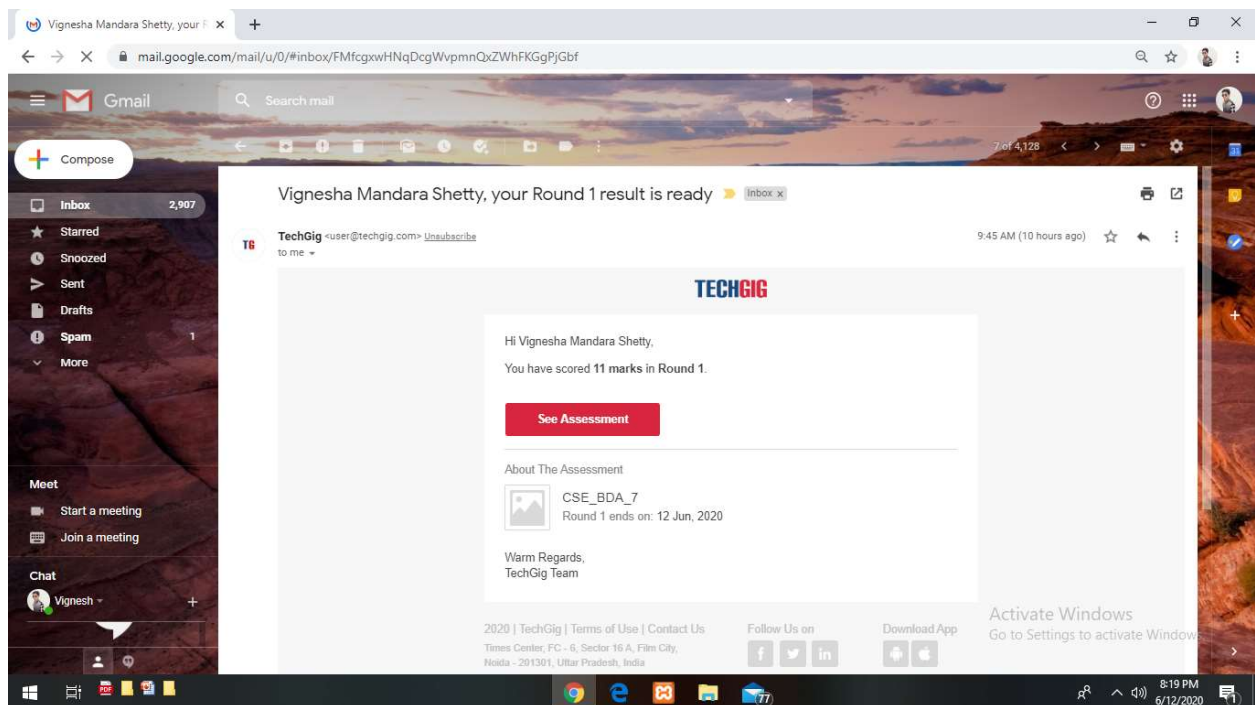 Vignesha Mandara Shetty, your R
mail.google.com/mail/u/0/#inbox/FMfcgxwHNqDcgWvpmnQxZWhFKGgPjGbf
Gmail
Search mail
Compose
7 of 4,128
31
Inbox 2,907
Starred
Snoozed
Sent
Drafts
Spam 1
More
Meet
Start a meeting
Join a meeting
Chat
Vignesh
Vignesha Mandara Shetty, your Round 1 result is ready Inbox x
TG
TechGig <user@techgig.com> Unsubscribe
9:45 AM (10 hours ago)
to me
TECHGIG
Hi Vignesha Mandara Shetty,
You have scored 11 marks in Round 1.
See Assessment
About The Assessment
CSE_BDA_7
Round 1 ends on: 12 Jun, 2020
Warm Regards,
TechGig Team
2020 | TechGig | Terms of Use | Contact Us
Times Center, FC - 6, Sector 16 A, Film City,
Noida - 201301, Uttar Pradesh, India
Follow Us on
f in
Download App
Activate Windows
Go to Settings to activate Window
PDF
77
8:19 PM
6/12/2020
1